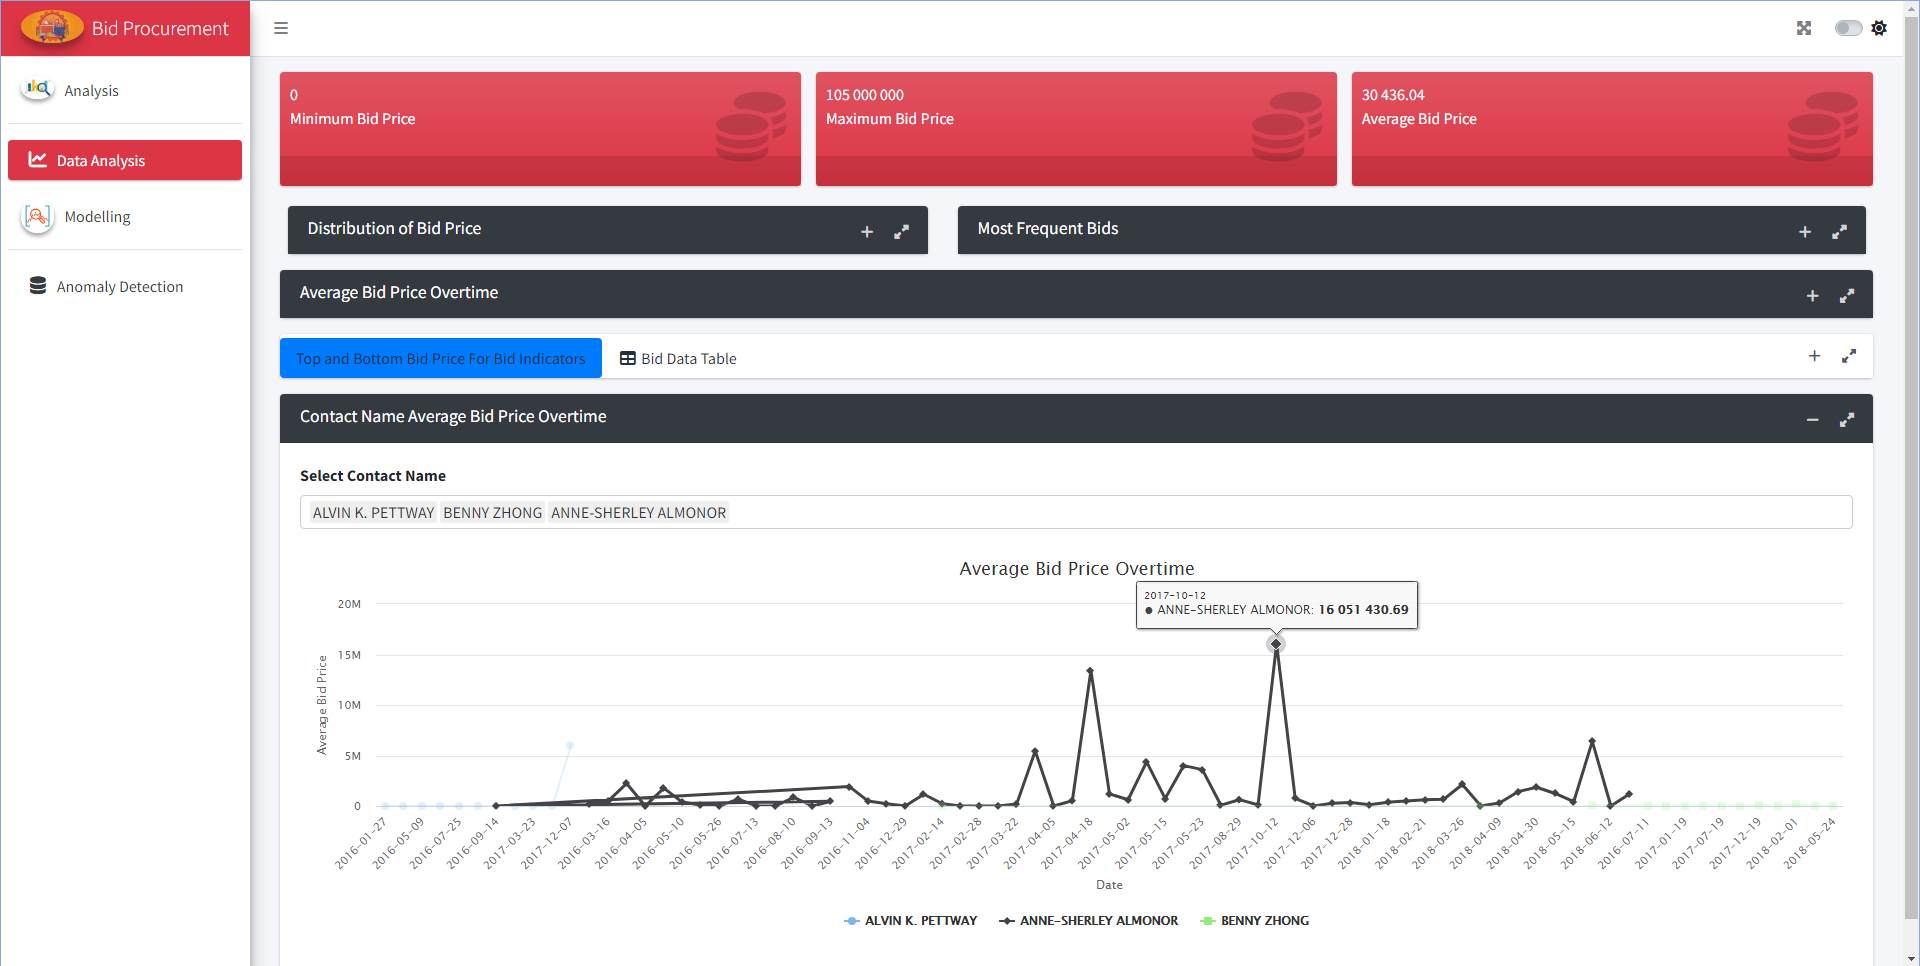 Bid Procurement
Analysis
Data Analysis
Modelling
Anomaly Detection
0
Minimum Bid Price
105 000 000
Maximum Bid Price
30 436.04
Average Bid Price
Distribution of Bid Price
Most Frequent Bids
Average Bid Price Overtime
Top and Bottom Bid Price For Bid Indicators
Bid Data Table
Contact Name Average Bid Price Overtime
Select Contact Name
ALVIN K. PETTWAY BENNY ZHONG ANNE-SHERLEY ALMONOR
Average Bid Price Overtime
2017-10-12
ANNE-SHERLEY ALMONOR: 16 051 430.69
Average Bid Price
20M
15M
10M
5M
0
2016-01-27
2016-05-09
2016-07-25
2016-09-14
2017-03-23
2017-12-07
2016-03-16
2016-04-05
2016-05-10
2016-05-26
2016-07-13
2016-08-10
2016-09-13
2016-11-04
2016-12-29
2017-02-14
2017-02-28
2017-03-22
2017-04-05
2017-04-18
2017-05-02
2017-05-15
2017-05-23
2017-08-29
2017-10-12
2017-12-06
2017-12-28
2018-01-18
2018-02-21
2018-03-26
2018-04-09
2018-04-30
2018-05-15
2018-06-12
2016-07-11
2017-01-19
2017-07-19
2017-12-19
2018-02-01
2018-05-24
Date
ALVIN K. PETTWAY
ANNE-SHERLEY ALMONOR
BENNY ZHONG